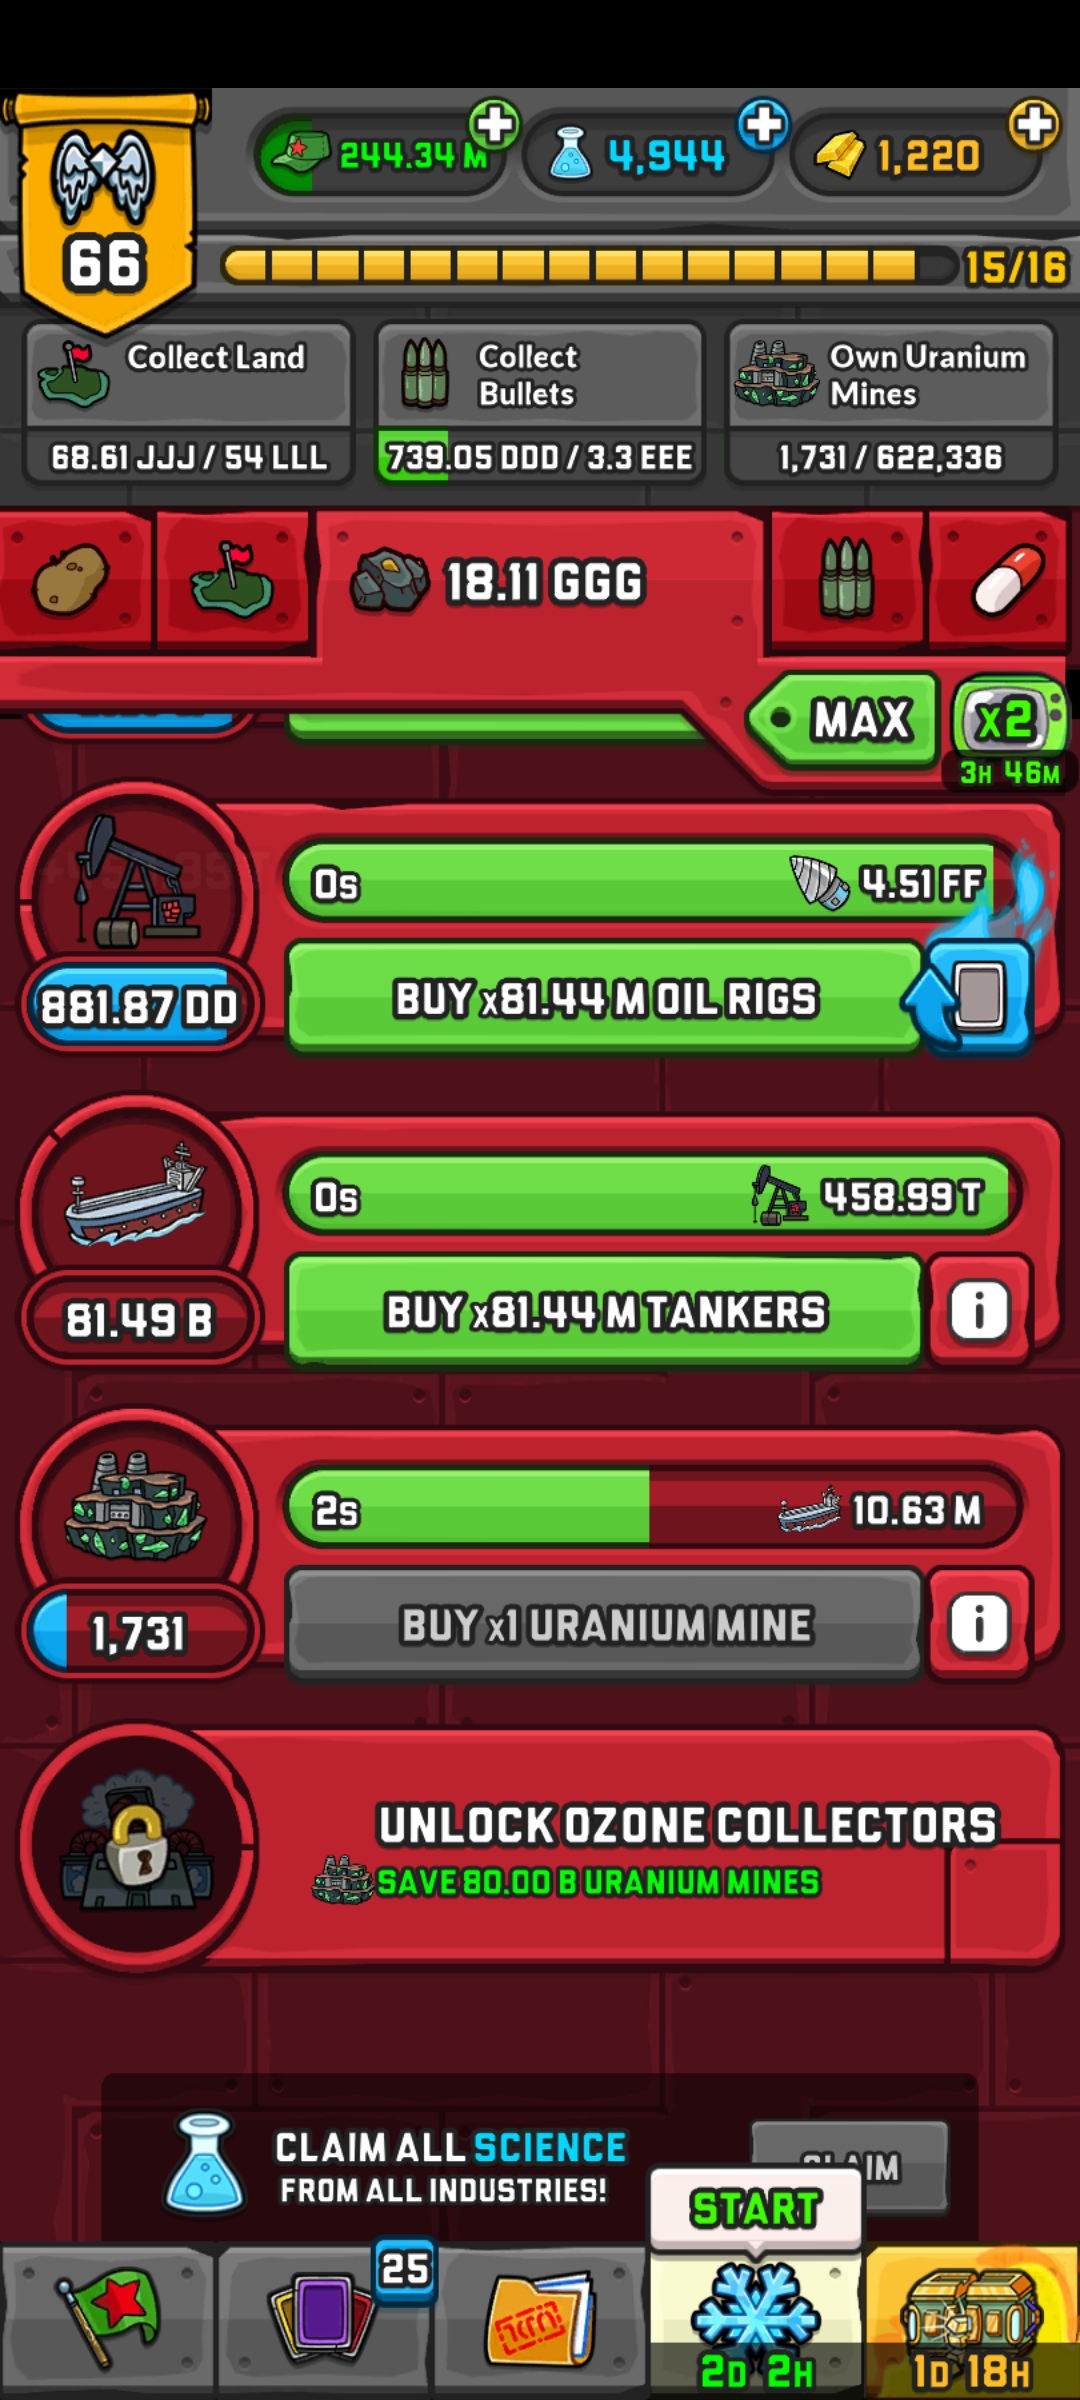 244.34 M
4,944
1,220
66
15/16
Collect Land
68.61 JJJ / 54 LLL
Collect
Bullets
739.05 DDD / 3.3 EEE
Own Uranium
Mines
1,731 / 622,336
18.11 GGG
MAX
x2
3H 46M
0s
4.51 FF
881.87 DD
BUY x81.44 M OIL RIGS
0s
458.99 T
81.49 B
BUY x81.44 M TANKERS
i
2s
10.63 M
1,731
BUY x1 URANIUM MINE
i
UNLOCK OZONE COLLECTORS
SAVE 80.00 B URANIUM MINES
CLAIM ALL SCIENCE
FROM ALL INDUSTRIES!
CLAIM
START
25
2D 2H
1D 18H